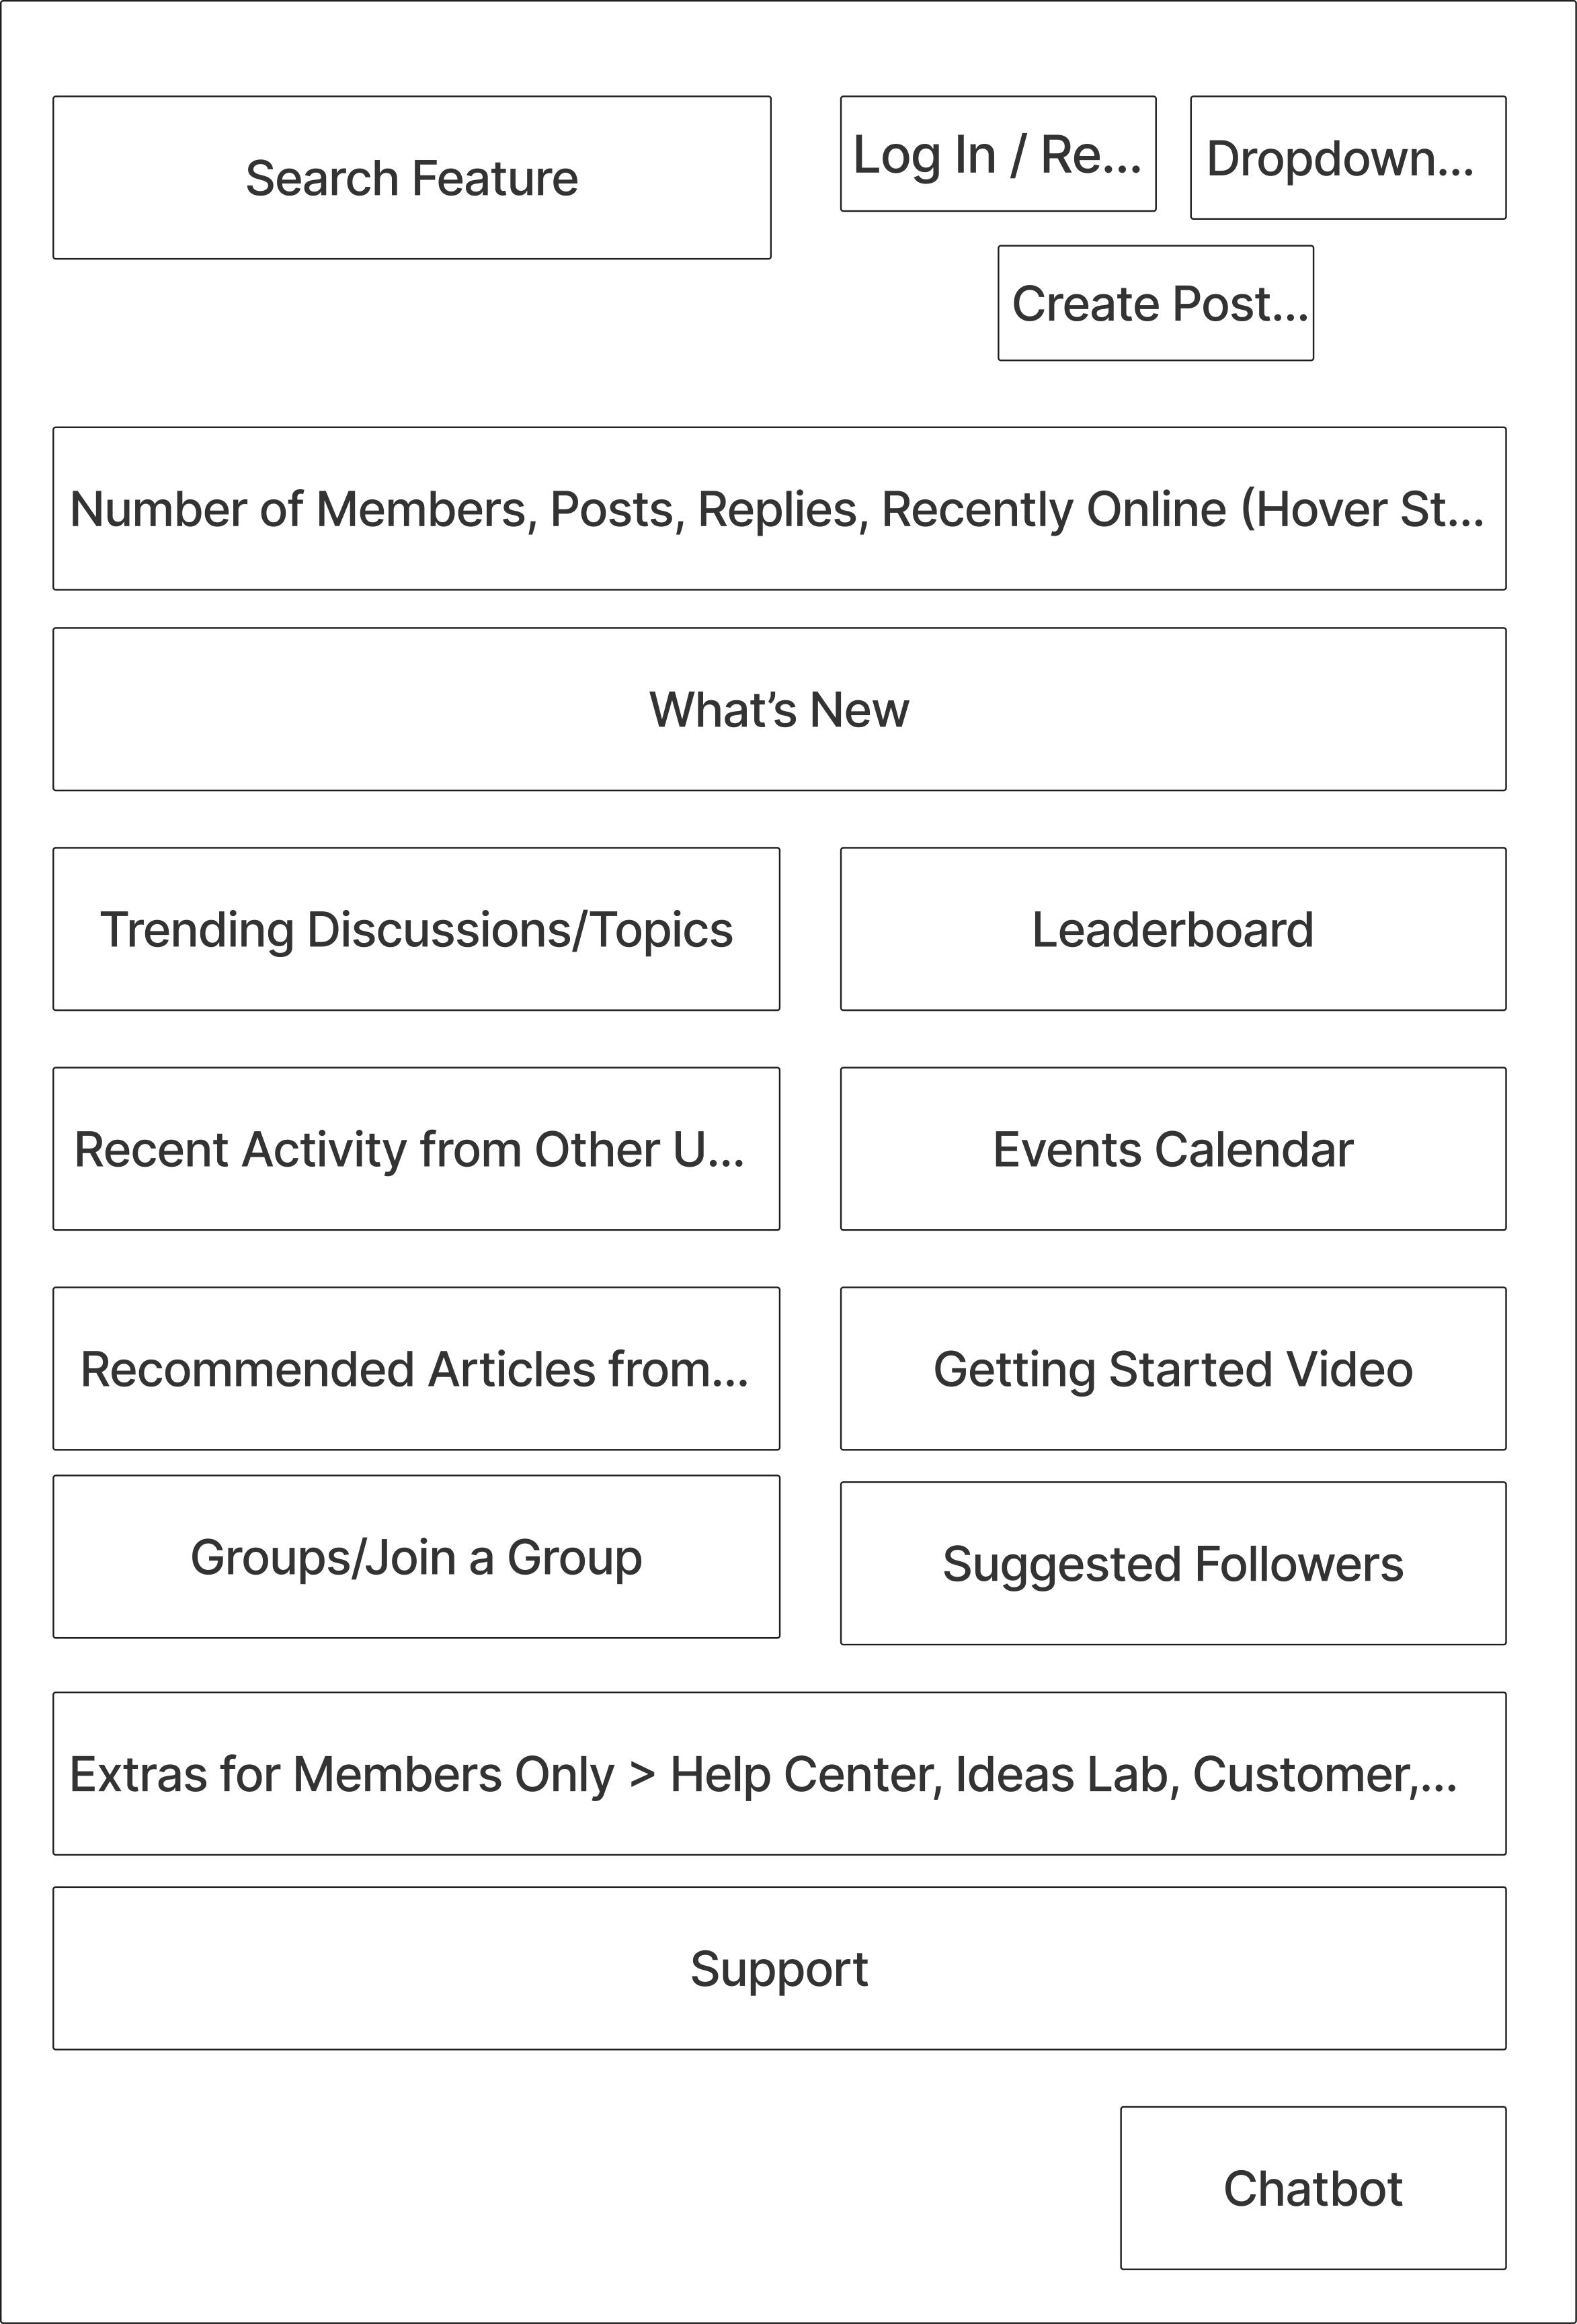 Search Feature
Log In / Re...
Dropdown...
Create Post...
Number of Members, Posts, Replies, Recently Online (Hover St...
What’s New
Trending Discussions/Topics
Leaderboard
Recent Activity from Other U...
Events Calendar
Recommended Articles from...
Getting Started Video
Groups/Join a Group
Suggested Followers
Extras for Members Only > Help Center, Ideas Lab, Customer,...
Support
Chatbot